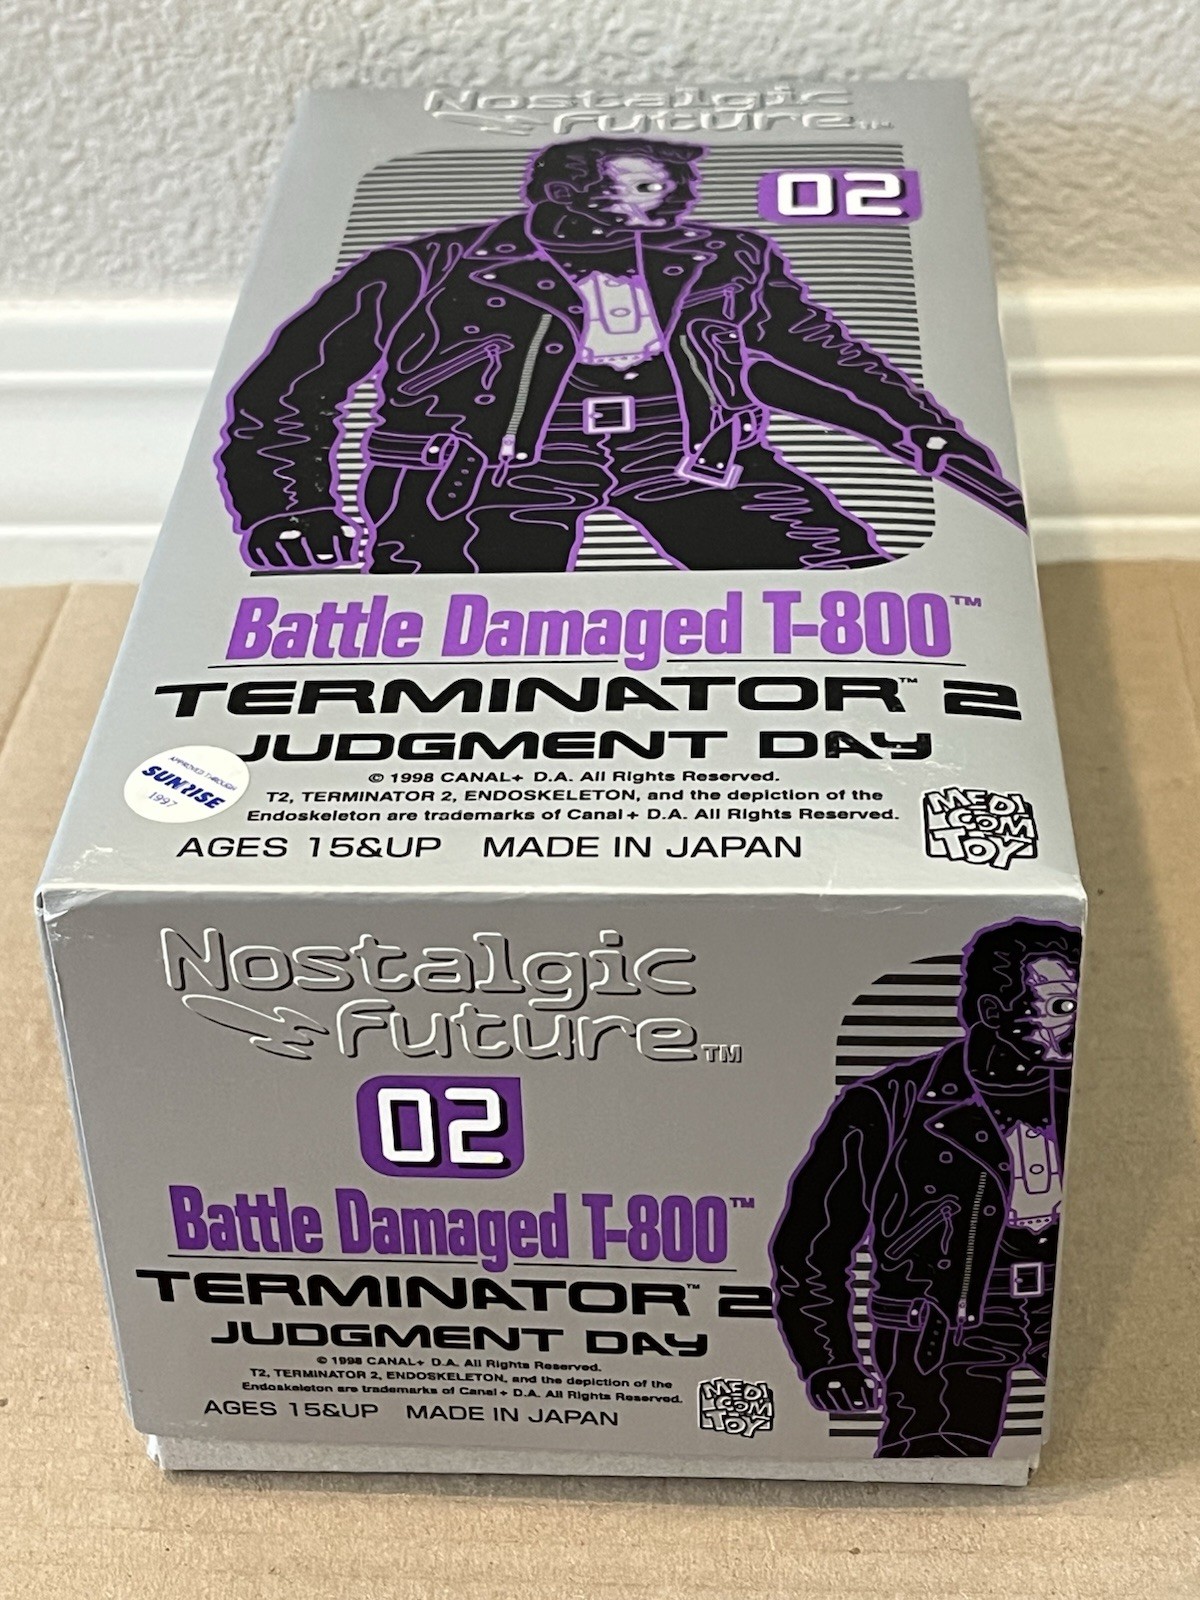 Nostalgic
Future™
02
Battle Damaged T-800™
TERMINATOR™ 2
JUDGMENT DAY
© 1998 CANAL+ D.A. All Rights Reserved.
T2, TERMINATOR 2, ENDOSKELETON, and the depiction of the
Endoskeleton are trademarks of Canal+ D.A. All Rights Reserved.
APPROVED THROUGH
SUNRISE
1997
AGES 15&UP MADE IN JAPAN
MEDI
COM
TOY
Nostalgic
Future™
02
Battle Damaged T-800™
TERMINATOR™ 2
JUDGMENT DAY
© 1998 CANAL+ D.A. All Rights Reserved.
T2, TERMINATOR 2, ENDOSKELETON, and the depiction of the
Endoskeleton are trademarks of Canal+ D.A. All Rights Reserved.
AGES 15&UP MADE IN JAPAN
MEDI
COM
TOY